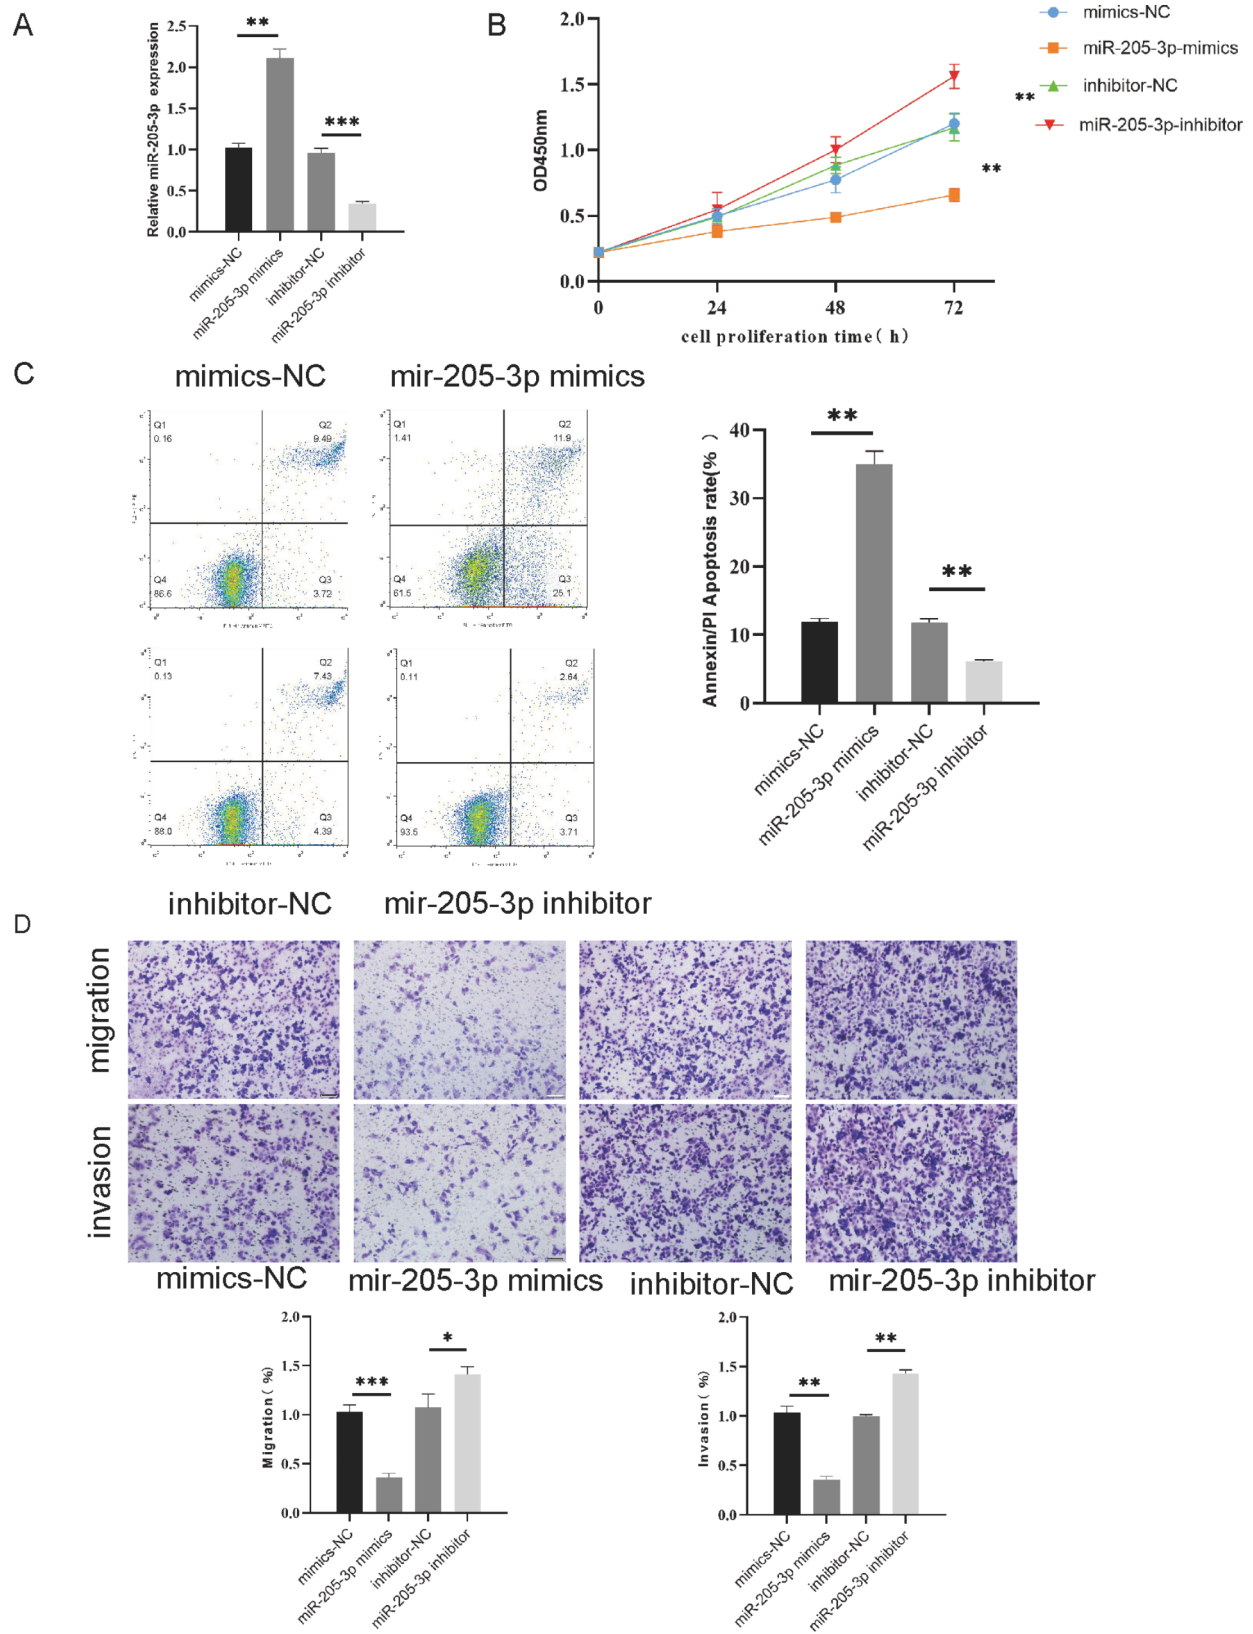 A
Relative miR-205-3p expression
2.5
2.0
1.5
1.0
0.5
0.0
**
***
mimics-NC
miR-205-3p mimics
inhibitor-NC
miR-205-3p inhibitor
B
OD450nm
2.0
1.5
1.0
0.5
0.0
0
24
48
72
cell proliferation time( h)
mimics-NC
miR-205-3p-mimics
inhibitor-NC
miR-205-3p-inhibitor
**
**
C
mimics-NC
mir-205-3p mimics
Q1
0.16
Q2
9.49
Q4
86.6
Q3
3.72
Q1
1.41
Q2
11.9
Q4
61.5
Q3
25.1
Q1
0.13
Q2
7.43
Q4
88.0
Q3
4.39
Q1
0.11
Q2
2.64
Q4
93.5
Q3
3.71
inhibitor-NC
mir-205-3p inhibitor
Annexin/PI Apoptosis rate(% )
40
30
20
10
0
**
**
mimics-NC
miR-205-3p mimics
inhibitor-NC
miR-205-3p inhibitor
D
migration
invasion
mimics-NC
mir-205-3p mimics
inhibitor-NC
mir-205-3p inhibitor
Migration( %)
2.0
1.5
1.0
0.5
0.0
***
*
mimics-NC
miR-205-3p mimics
inhibitor-NC
miR-205-3p inhibitor
Invasion( %)
2.0
1.5
1.0
0.5
0.0
**
**
mimics-NC
miR-205-3p mimics
inhibitor-NC
miR-205-3p inhibitor